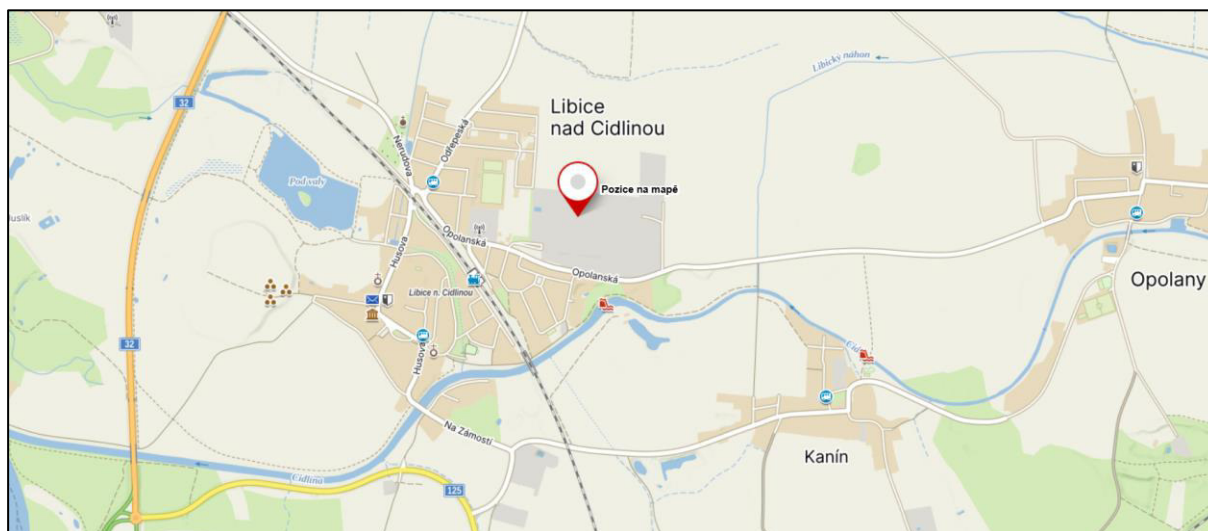 32
Libický náhon
Libice
nad Cidlinou
Nerudova
Odřepeská
Pod valy
Pozice na mapě
Husova
Opolanská
Opolanská
Opolany
Libice n. Cidlinou
32
Husova
Na Zámostí
Kanín
Cidlina
125